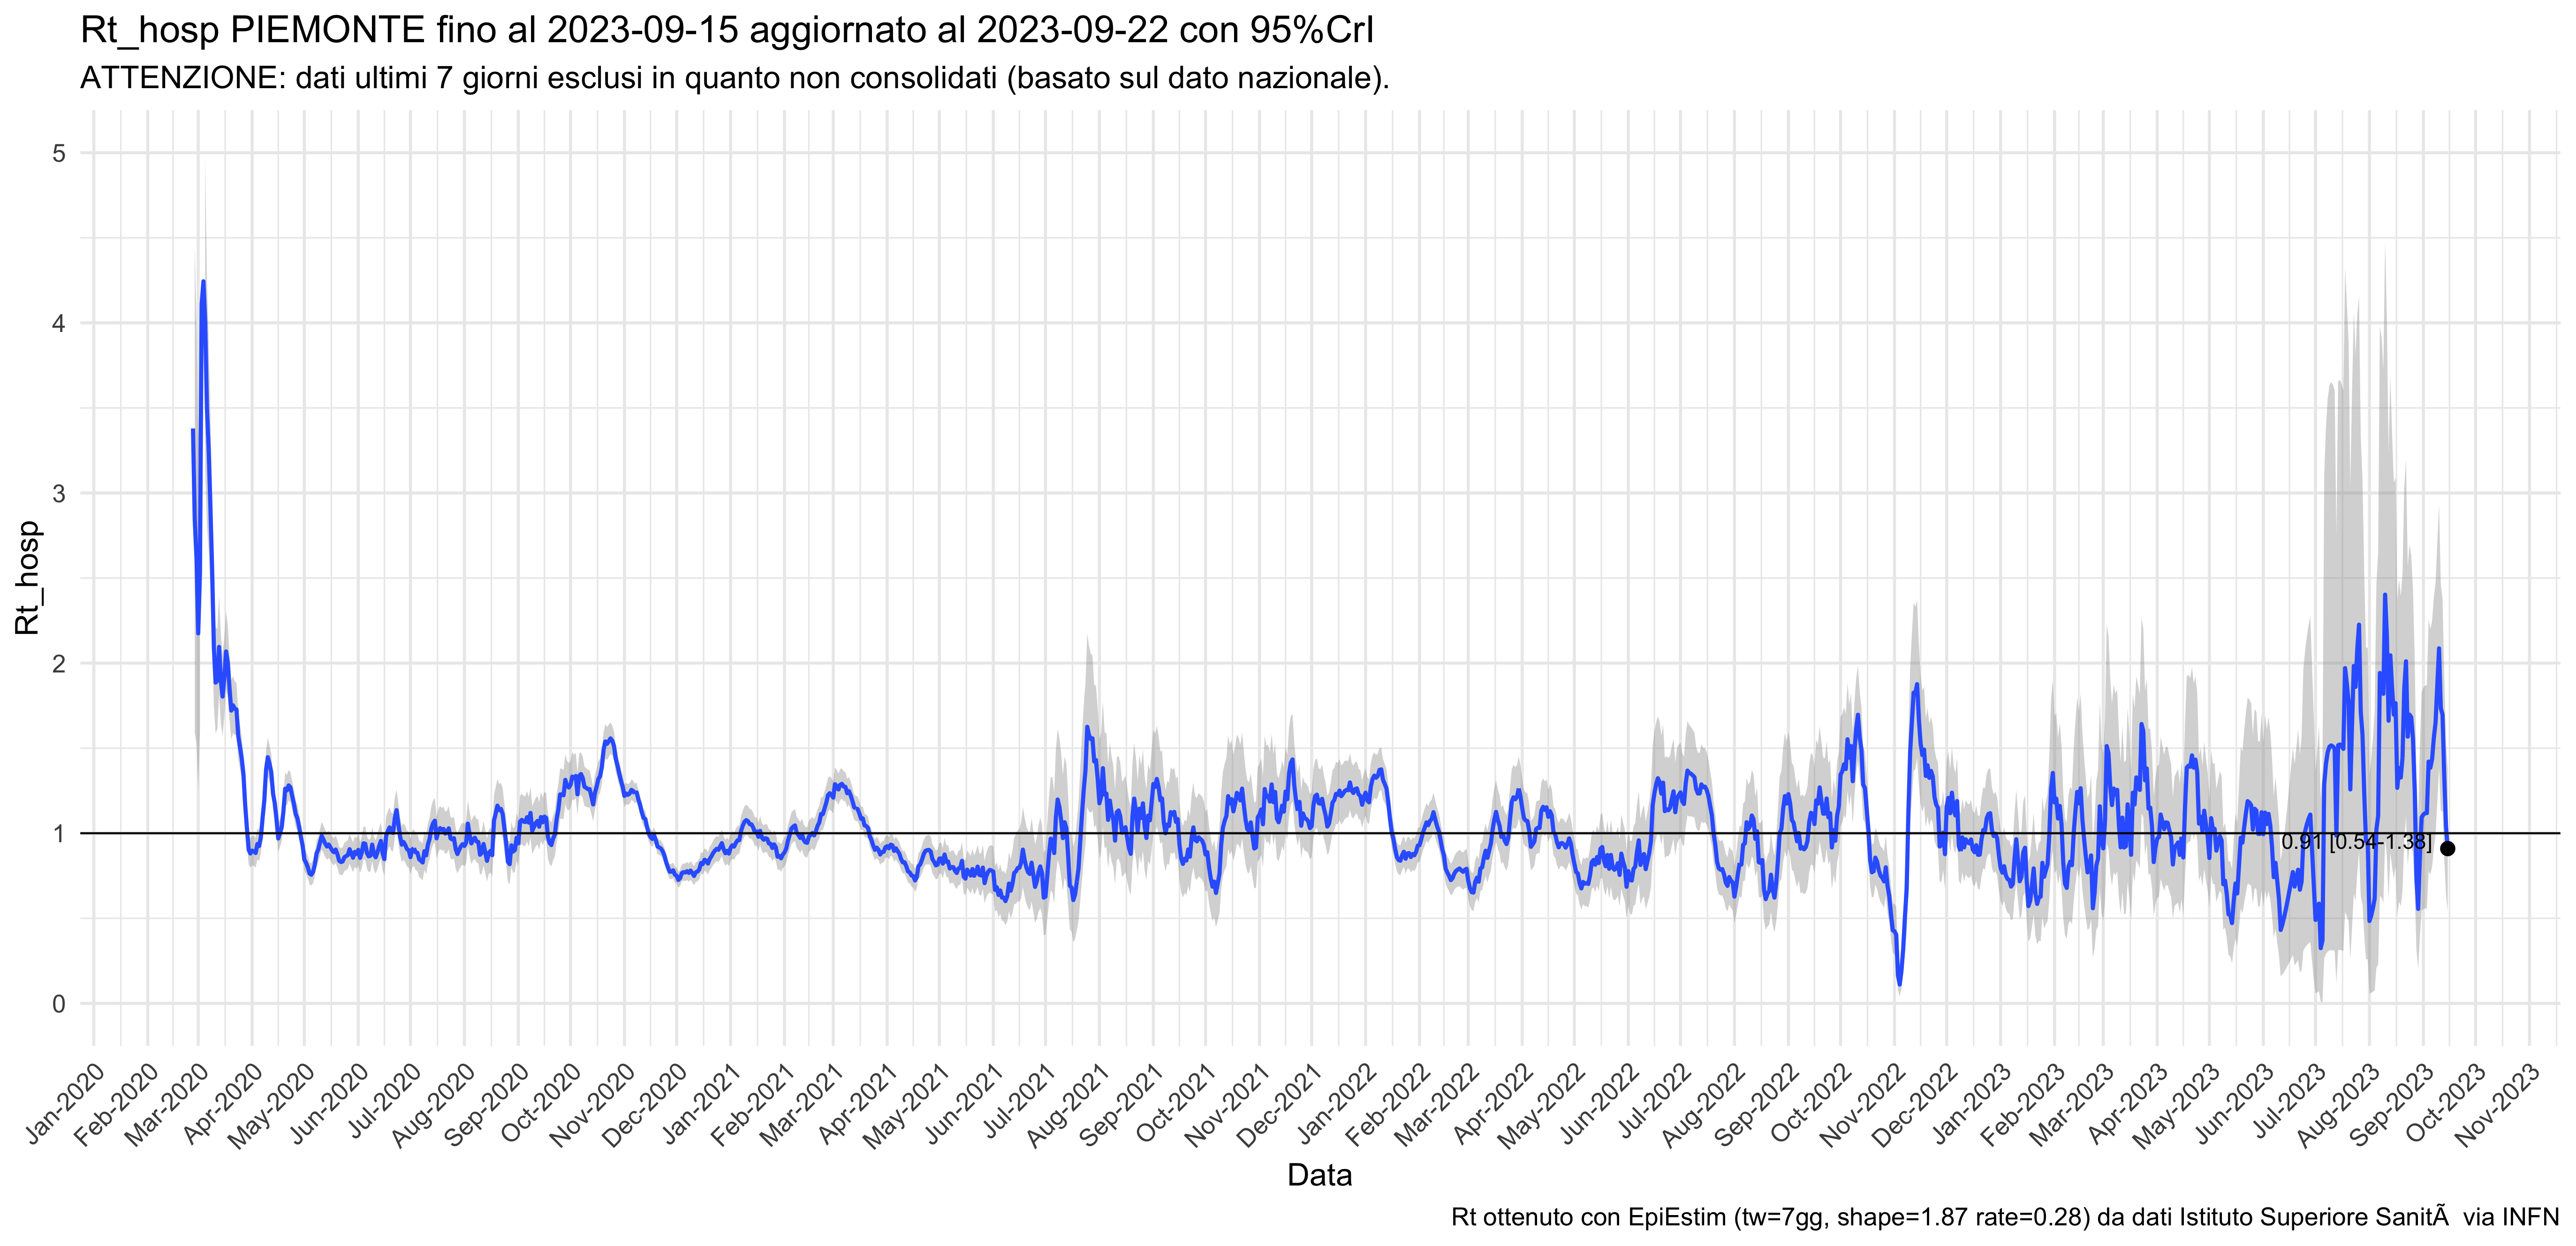 Rt_hosp PIEMONTE fino al 2023-09-15 aggiornato al 2023-09-22 con 95%CrI
ATTENZIONE: dati ultimi 7 giorni esclusi in quanto non consolidati (basato sul dato nazionale).
5
4
3
2
1
0
Rt_hosp
0.91 [0.54-1.38]
Jan-2020
Feb-2020
Mar-2020
Apr-2020
May-2020
Jun-2020
Jul-2020
Aug-2020
Sep-2020
Oct-2020
Nov-2020
Dec-2020
Jan-2021
Feb-2021
Mar-2021
Apr-2021
May-2021
Jun-2021
Jul-2021
Aug-2021
Sep-2021
Oct-2021
Nov-2021
Dec-2021
Jan-2022
Feb-2022
Mar-2022
Apr-2022
May-2022
Jun-2022
Jul-2022
Aug-2022
Sep-2022
Oct-2022
Nov-2022
Dec-2022
Jan-2023
Feb-2023
Mar-2023
Apr-2023
May-2023
Jun-2023
Jul-2023
Aug-2023
Sep-2023
Oct-2023
Nov-2023
Data
Rt ottenuto con EpiEstim (tw=7gg, shape=1.87 rate=0.28) da dati Istituto Superiore SanitÃ  via INFN